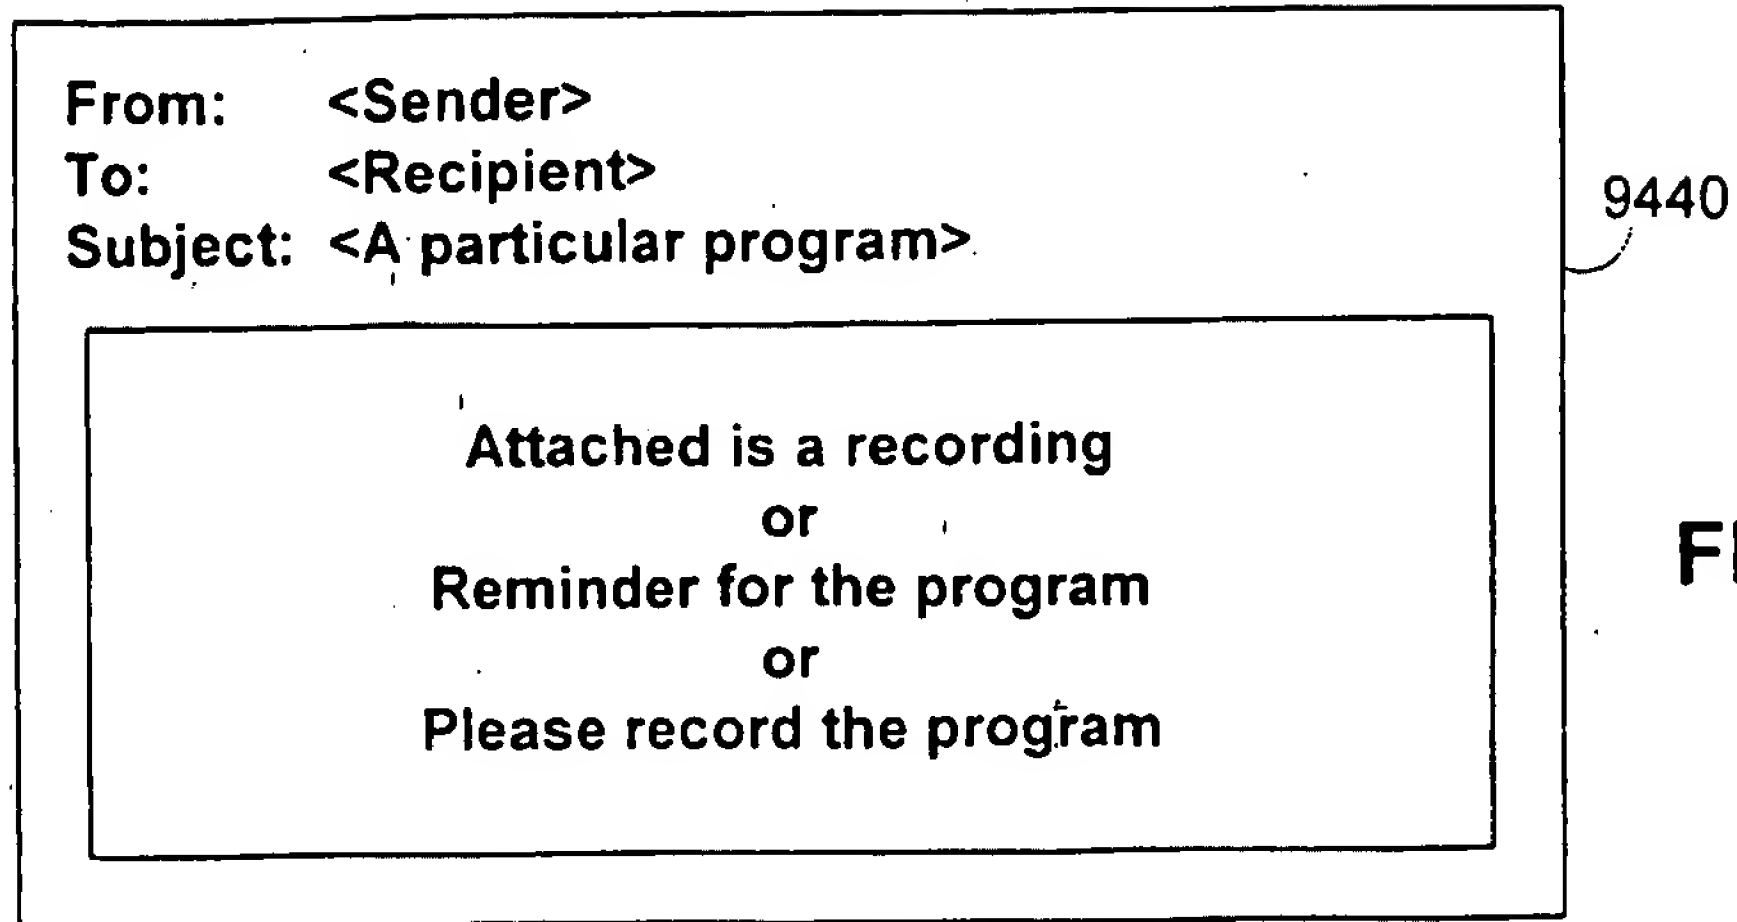 From: <Sender>
To: <Recipient>
Subject: <A particular program>
9440
Attached is a recording
or
Reminder for the program
or
Please record the program